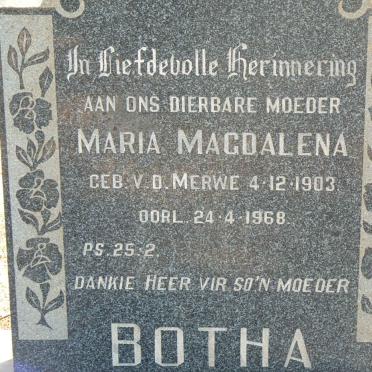 In Liefdevolle Herinnering
AAN ONS DIERBARE MOEDER
MARIA MAGDALENA
GEB. V.D. MERWE 4-12-1903.
OORL. 24-4-1968.
PS. 25:2.
DANKIE HEER VIR SO'N MOEDER
BOTHA